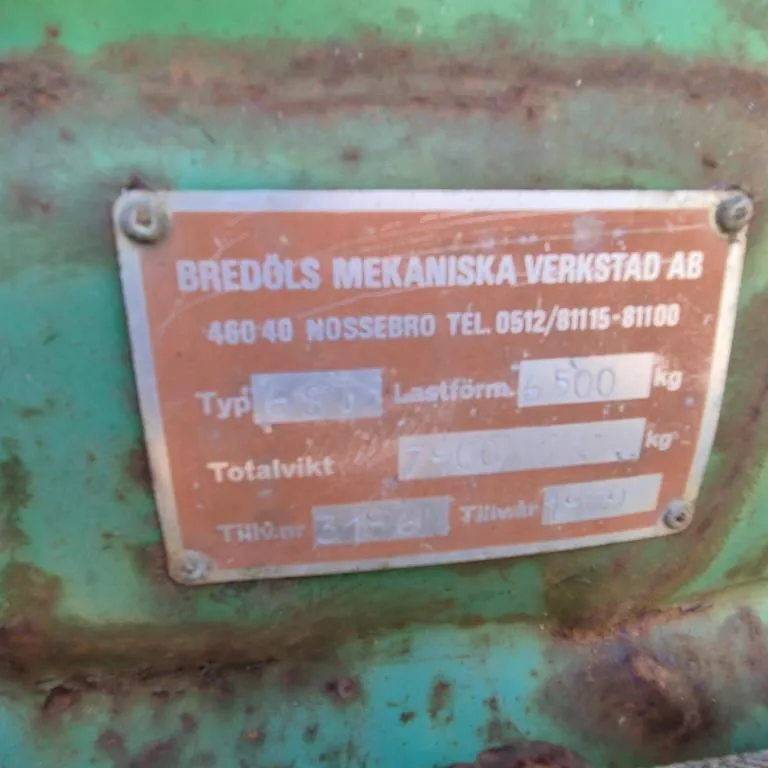 BREDÖLS MEKANISKA VERKSTAD AB
460 40 NOSSEBRO TEL. 0512/81115-81100
Typ Lastförm. 6500 kg
Totalvikt 7900 kg
Tillv.nr Tillv.år